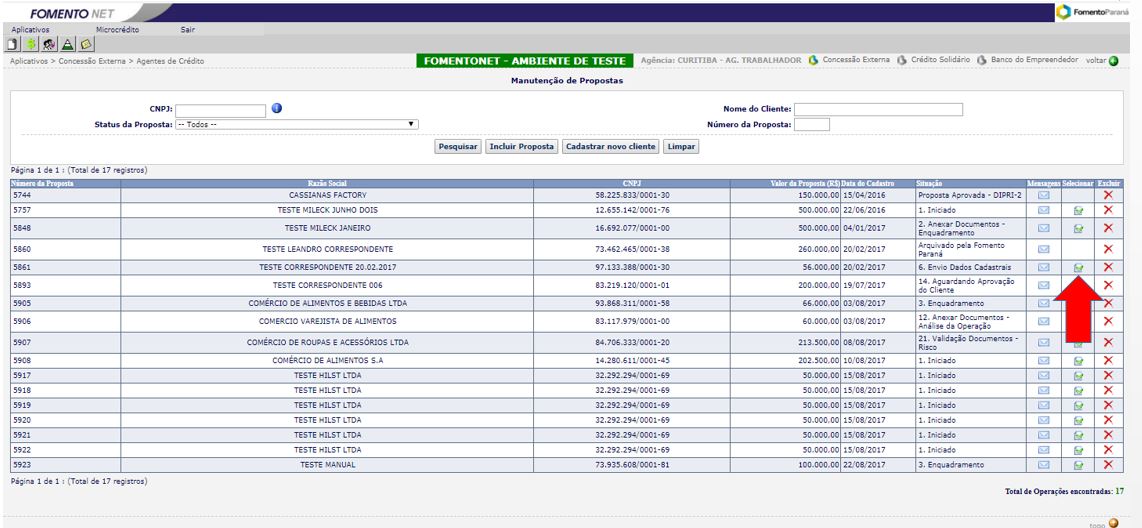 FOMENTO NET
FomentoParaná
Aplicativos Microcrédito Sair
Aplicativos > Concessão Externa > Agentes de Crédito FOMENTONET - AMBIENTE DE TESTE Agência: CURITIBA - AG. TRABALHADOR Concessão Externa Crédito Solidário Banco do Empreendedor voltar
Manutenção de Propostas
CNPJ: Nome do Cliente:
Status da Proposta: -- Todos -- Número da Proposta:
Pesquisar Incluir Proposta Cadastrar novo cliente Limpar
Página 1 de 1 : (Total de 17 registros)
Número da Proposta Razão Social CNPJ Valor da Proposta (R$) Data do Cadastro Situação Mensagens Selecionar Excluir
5744 CASSIANAS FACTORY 58.225.833/0001-30 150.000,00 15/04/2016 Proposta Aprovada - DIPRI-2
5757 TESTE MILECK JUNHO DOIS 12.655.142/0001-76 500.000,00 22/06/2016 1. Iniciado
5848 TESTE MILECK JANEIRO 16.692.077/0001-00 500.000,00 04/01/2017 2. Anexar Documentos -
Enquadramento
5860 TESTE LEANDRO CORRESPONDENTE 73.462.465/0001-38 260.000,00 20/02/2017 Arquivado pela Fomento
Paraná
5861 TESTE CORRESPONDENTE 20.02.2017 97.133.388/0001-30 56.000,00 20/02/2017 6. Envio Dados Cadastrais
5893 TESTE CORRESPONDENTE 006 83.219.120/0001-01 200.000,00 19/07/2017 14. Aguardando Aprovação
do Cliente
5905 COMÉRCIO DE ALIMENTOS E BEBIDAS LTDA 93.868.311/0001-58 66.000,00 03/08/2017 3. Enquadramento
5906 COMERCIO VAREJISTA DE ALIMENTOS 83.117.979/0001-00 60.000,00 03/08/2017 12. Anexar Documentos -
Análise da Operação
5907 COMÉRCIO DE ROUPAS E ACESSÓRIOS LTDA 84.706.333/0001-20 213.500,00 08/08/2017 21. Validação Documentos -
Risco
5908 COMÉRCIO DE ALIMENTOS S.A 14.280.611/0001-45 202.500,00 10/08/2017 1. Iniciado
5917 TESTE HILST LTDA 32.292.294/0001-69 50.000,00 15/08/2017 1. Iniciado
5918 TESTE HILST LTDA 32.292.294/0001-69 50.000,00 15/08/2017 1. Iniciado
5919 TESTE HILST LTDA 32.292.294/0001-69 50.000,00 15/08/2017 1. Iniciado
5920 TESTE HILST LTDA 32.292.294/0001-69 50.000,00 15/08/2017 1. Iniciado
5921 TESTE HILST LTDA 32.292.294/0001-69 50.000,00 15/08/2017 1. Iniciado
5922 TESTE HILST LTDA 32.292.294/0001-69 50.000,00 15/08/2017 1. Iniciado
5923 TESTE MANUAL 73.935.608/0001-81 100.000,00 22/08/2017 3. Enquadramento
Página 1 de 1 : (Total de 17 registros)
Total de Operações encontradas: 17
topo